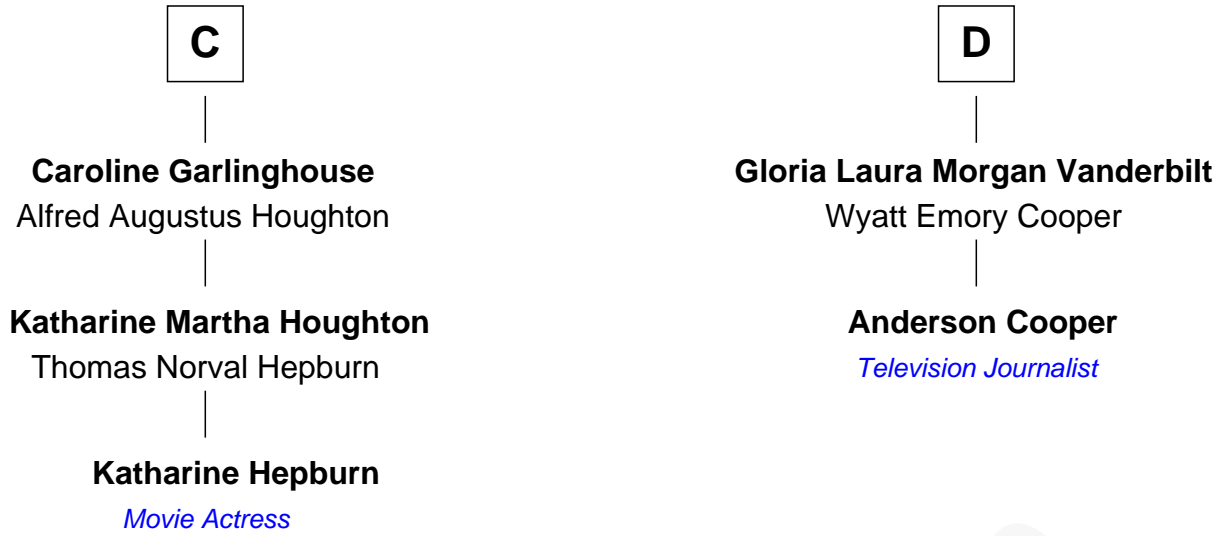 C
Caroline Garlinghouse
Alfred Augustus Houghton
Katharine Martha Houghton
Thomas Norval Hepburn
Katharine Hepburn
Movie Actress
D
Gloria Laura Morgan Vanderbilt
Wyatt Emory Cooper
Anderson Cooper
Television Journalist